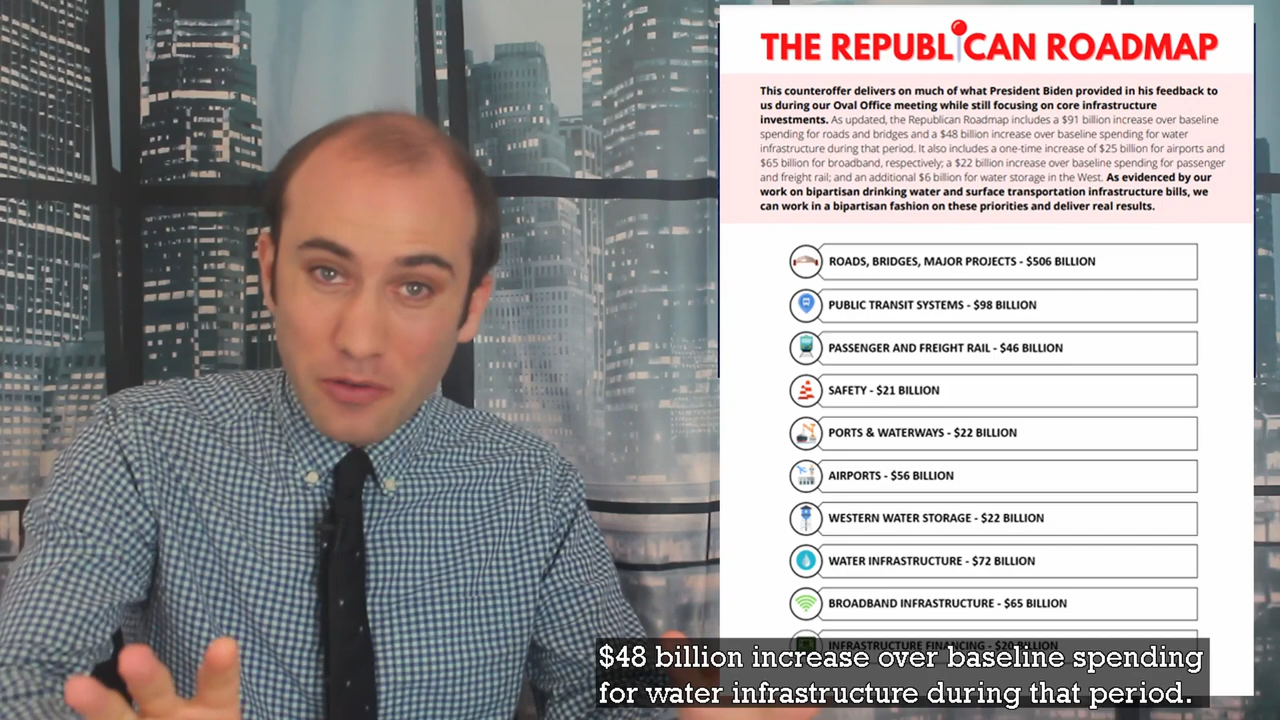 THE REPUBLICAN ROADMAP
This counteroffer delivers on much of what President Biden provided in his feedback to
us during our Oval Office meeting while still focusing on core infrastructure
investments. As updated, the Republican Roadmap includes a $91 billion increase over baseline
spending for roads and bridges and a $48 billion increase over baseline spending for water
infrastructure during that period. It also includes a one-time increase of $25 billion for airports and
$65 billion for broadband, respectively; a $22 billion increase over baseline spending for passenger
and freight rail; and an additional $6 billion for water storage in the West. As evidenced by our
work on bipartisan drinking water and surface transportation infrastructure bills, we
can work in a bipartisan fashion on these priorities and deliver real results.
ROADS, BRIDGES, MAJOR PROJECTS - $506 BILLION
PUBLIC TRANSIT SYSTEMS - $98 BILLION
PASSENGER AND FREIGHT RAIL - $46 BILLION
SAFETY - $21 BILLION
PORTS & WATERWAYS - $22 BILLION
AIRPORTS - $56 BILLION
WESTERN WATER STORAGE - $22 BILLION
WATER INFRASTRUCTURE - $72 BILLION
BROADBAND INFRASTRUCTURE - $65 BILLION
INFRASTRUCTURE FINANCING - $20 BILLION
$48 billion increase over baseline spending
for water infrastructure during that period.